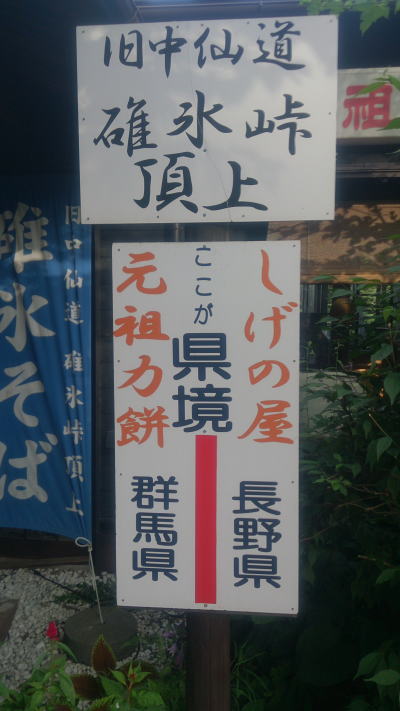 旧中仙道
碓氷峠
頂上
しげの屋
ここが
県境
元祖力餅
長野県
群馬県
旧中仙道 碓氷峠頂上
碓氷そば
祖